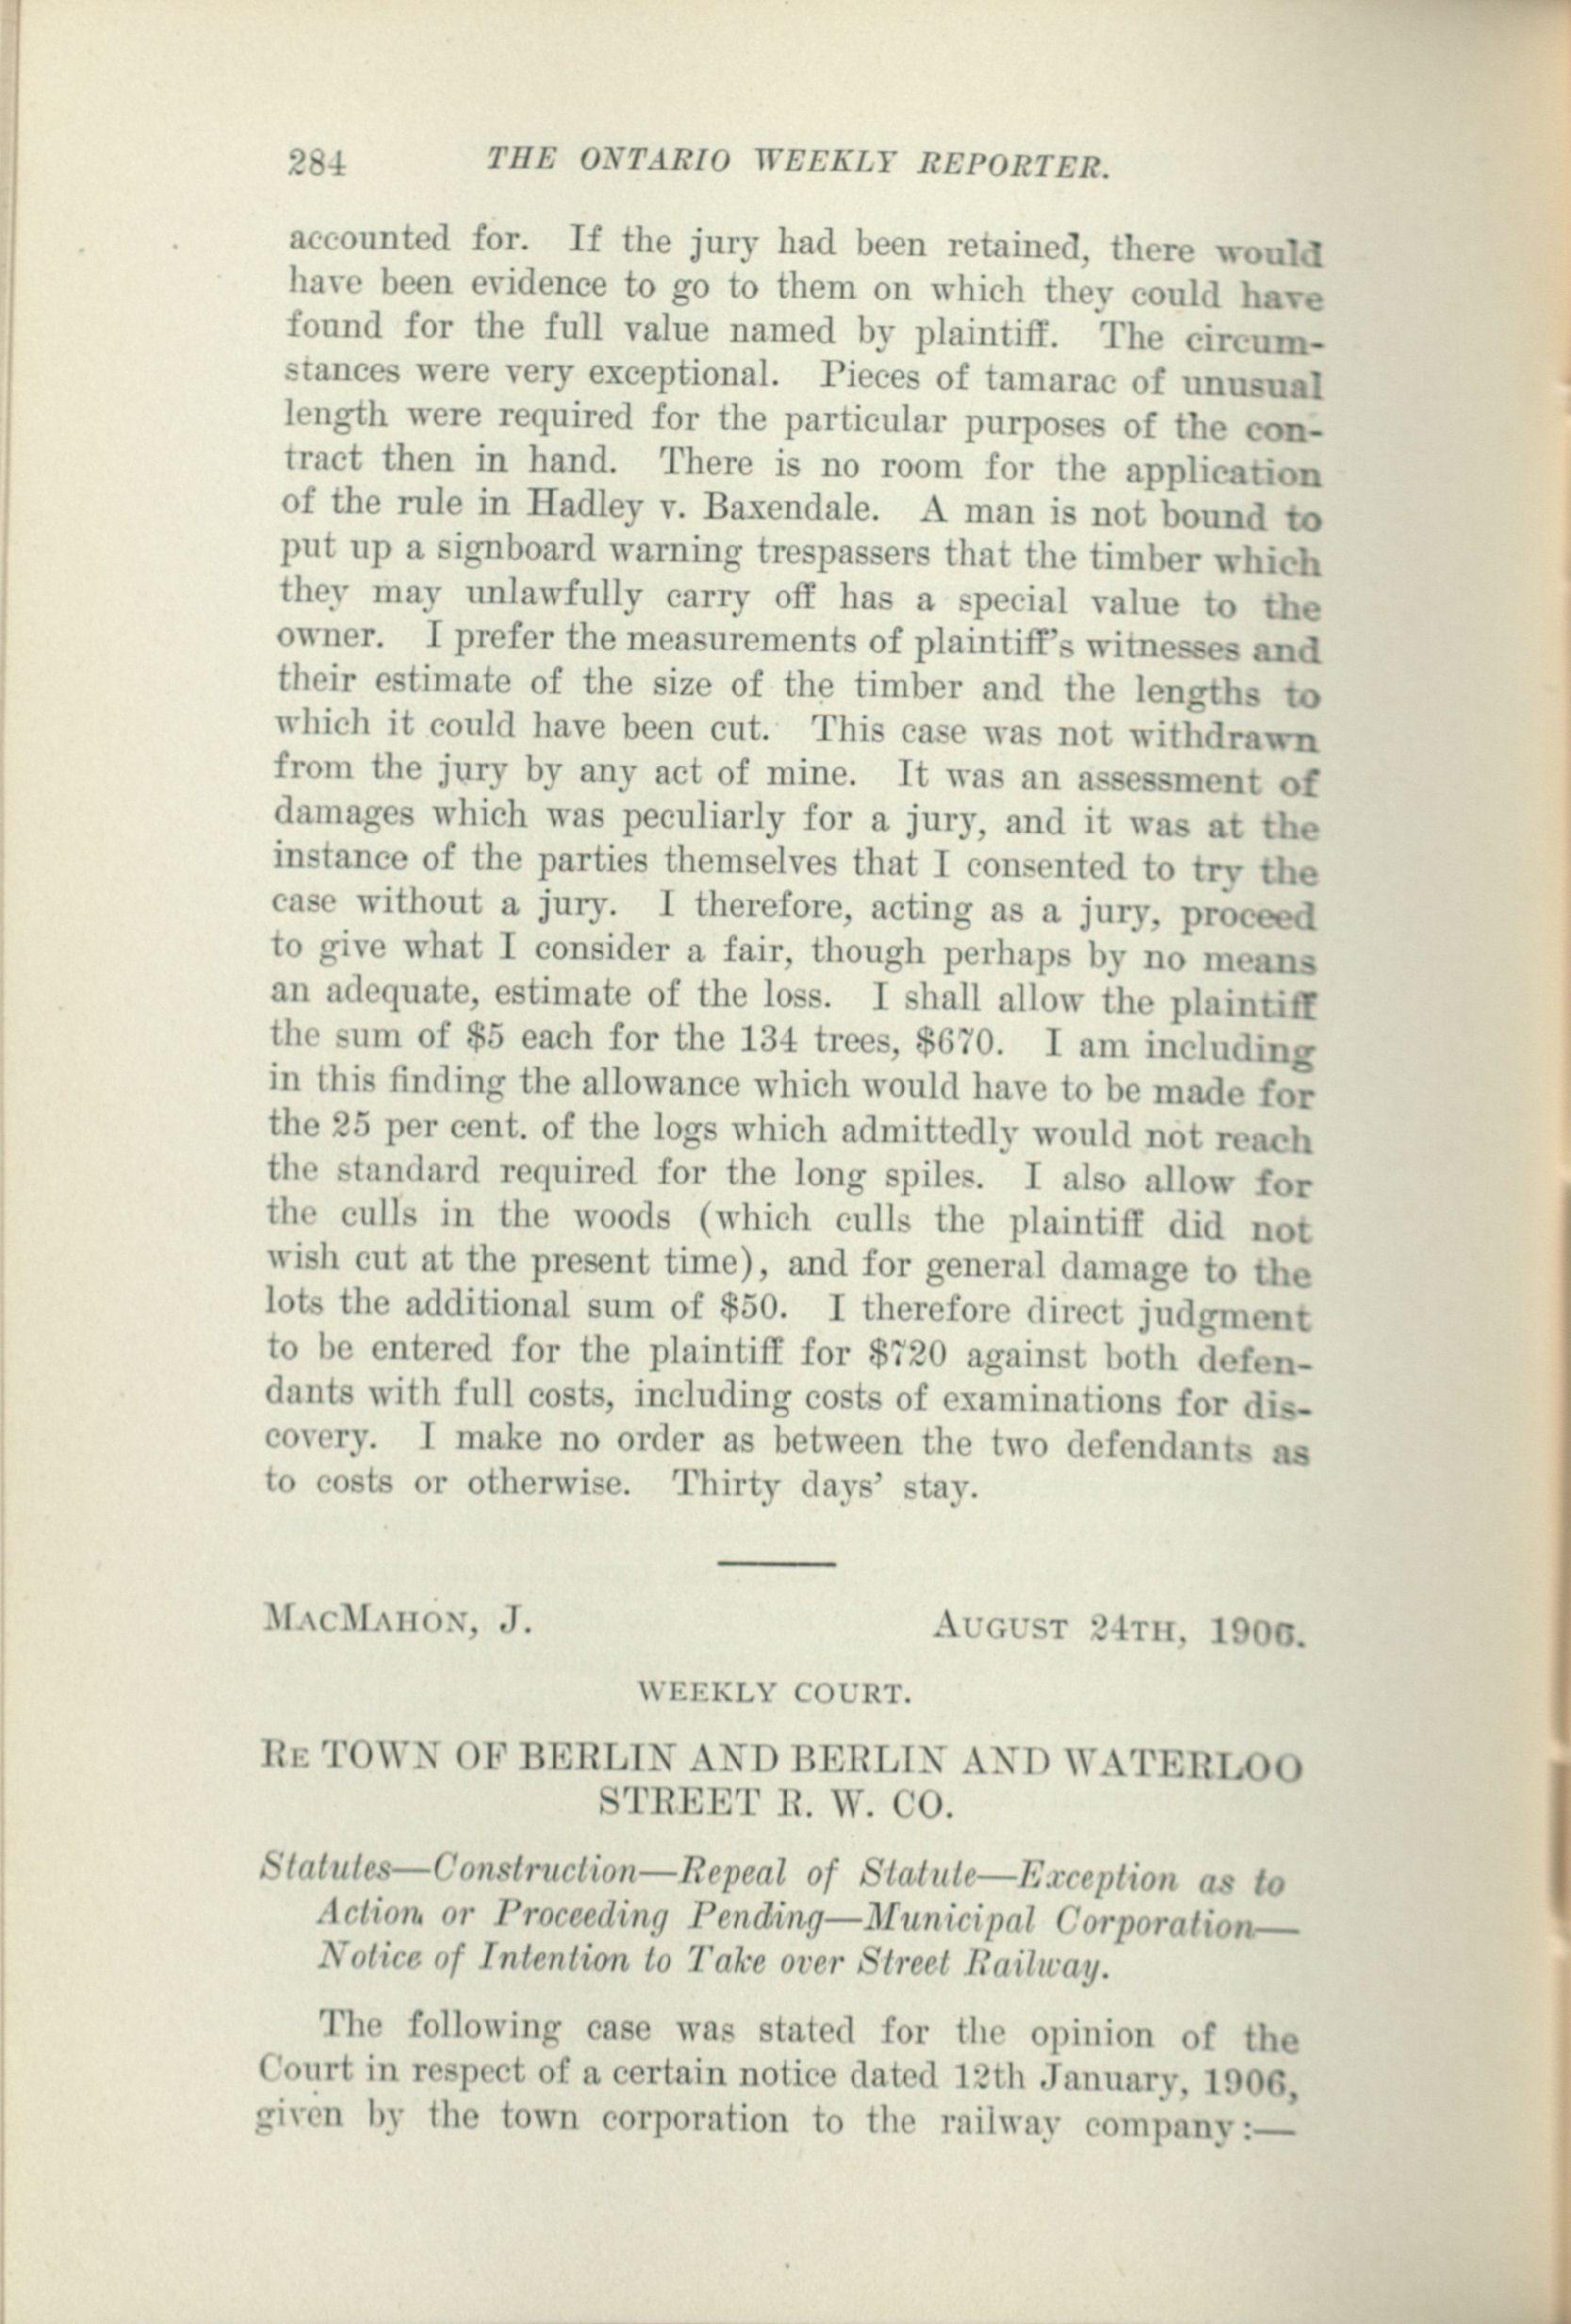 284 THE ONTARIO WEEKLY REPORTER.
accounted for. If the jury had been retained, there would
have been evidence to go to them on which they could have
found for the full value named by plaintiff. The circum-
stances were very exceptional. Pieces of tamarac of unusual
length were required for the particular purposes of the con-
tract then in hand. There is no room for the application
of the rule in Hadley v. Baxendale. A man is not bound to
put up a signboard warning trespassers that the timber which
they may unlawfully carry off has a special value to the
owner. I prefer the measurements of plaintiff's witnesses and
their estimate of the size of the timber and the lengths to
which it could have been cut. This case was not withdrawn
from the jury by any act of mine. It was an assessment of
damages which was peculiarly for a jury, and it was at the
instance of the parties themselves that I consented to try the
case without a jury. I therefore, acting as a jury, proceed
to give what I consider a fair, though perhaps by no means
an adequate, estimate of the loss. I shall allow the plaintiff
the sum of $5 each for the 134 trees, $670. I am including
in this finding the allowance which would have to be made for
the 25 per cent. of the logs which admittedly would not reach
the standard required for the long spiles. I also allow for
the culls in the woods (which culls the plaintiff did not
wish cut at the present time), and for general damage to the
lots the additional sum of $50. I therefore direct judgment
to be entered for the plaintiff for $720 against both defen-
dants with full costs, including costs of examinations for dis-
covery. I make no order as between the two defendants as
to costs or otherwise. Thirty days' stay.
MACMAHON, J. AUGUST 24TH, 1906.
WEEKLY COURT.
RE TOWN OF BERLIN AND BERLIN AND WATERLOO
STREET R. W. CO.
Statutes—Construction—Repeal of Statute—Exception as to
Action or Proceeding Pending—Municipal Corporation—
Notice of Intention to Take over Street Railway.
The following case was stated for the opinion of the
Court in respect of a certain notice dated 12th January, 1906,
given by the town corporation to the railway company:—